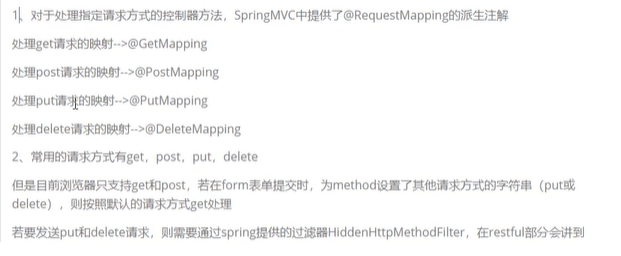 1、对于处理指定请求方式的控制器方法，SpringMVC中提供了@RequestMapping的派生注解
处理get请求的映射-->@GetMapping
处理post请求的映射-->@PostMapping
处理put请求的映射-->@PutMapping
处理delete请求的映射-->@DeleteMapping
2、常用的请求方式有get，post，put，delete
但是目前浏览器只支持get和post，若在form表单提交时，为method设置了其他请求方式的字符串（put或
delete），则按照默认的请求方式get处理
若要发送put和delete请求，则需要通过spring提供的过滤器HiddenHttpMethodFilter，在restful部分会讲到